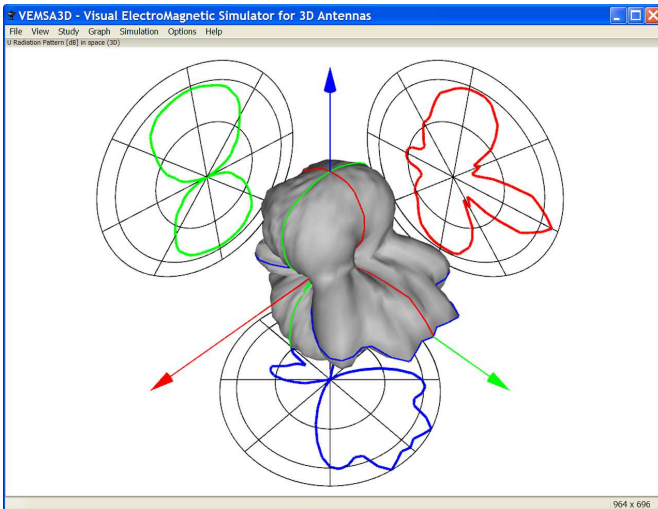 VEMSA3D - Visual ElectroMagnetic Simulator for 3D Antennas
File View Study Graph Simulation Options Help
U Radiation Pattern [dB] in space (3D)
964 x 696